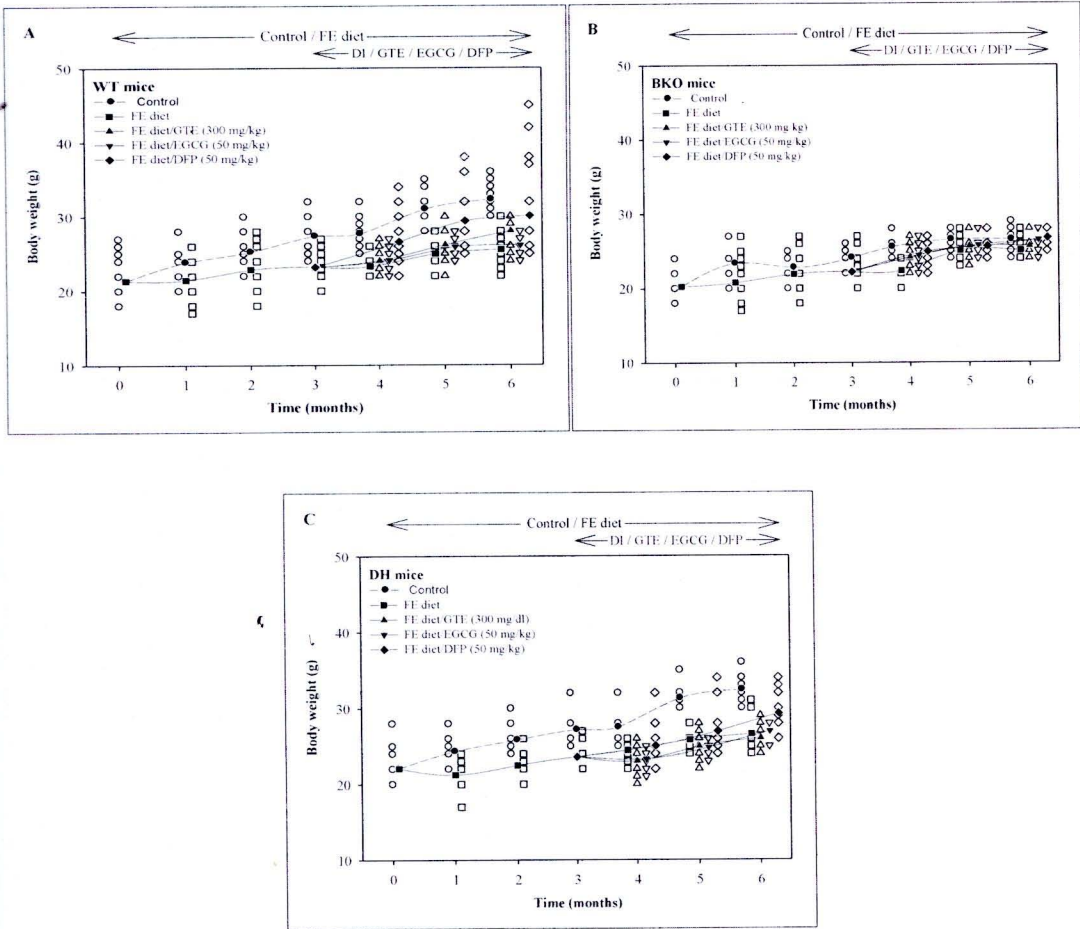 A
Control / FE diet
DI / GTE / EGCG / DFP
50
40
30
20
10
Body weight (g)
WT mice
Control
FE diet
FE diet/GTE (300 mg/kg)
FE diet/EGCG (50 mg/kg)
FE diet/DFP (50 mg/kg)
0 1 2 3 4 5 6
Time (months)
B
Control / FE diet
DI / GTE / EGCG / DFP
50
40
30
20
10
Body weight (g)
BKO mice
Control
FE diet
FE diet GTE (300 mg kg)
FE diet EGCG (50 mg kg)
FE diet DFP (50 mg/kg)
0 1 2 3 4 5 6
Time (months)
C
Control / FE diet
DI / GTE / EGCG / DFP
50
40
30
20
10
Body weight (g)
DH mice
Control
FE diet
FE diet GTE (300 mg dl)
FE diet EGCG (50 mg/kg)
FE diet DFP (50 mg/kg)
0 1 2 3 4 5 6
Time (months)